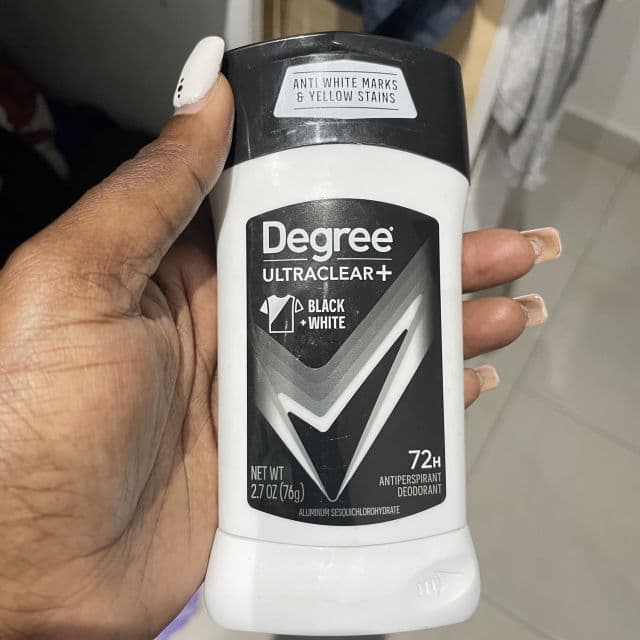 ANTI WHITE MARKS
& YELLOW STAINS
Degree®
ULTRACLEAR+
BLACK
+ WHITE
72H
ANTIPERSPIRANT
DEODORANT
NET WT
2.7 OZ (76g)
ALUMINUM SESQUICHLOROHYDRATE